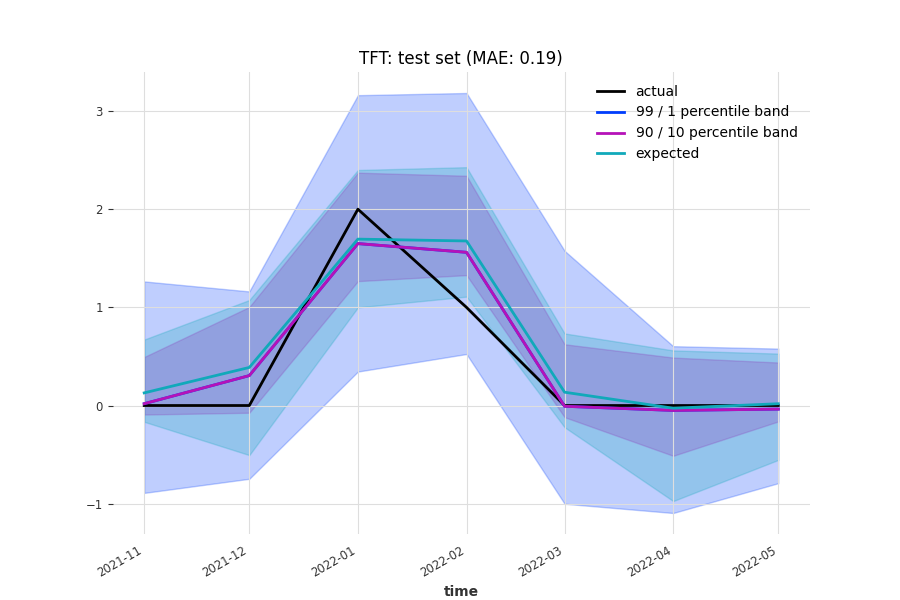 TFT: test set (MAE: 0.19)
actual
99 / 1 percentile band
90 / 10 percentile band
expected
3
2
1
0
−1
2021-11
2021-12
2022-01
2022-02
2022-03
2022-04
2022-05
time